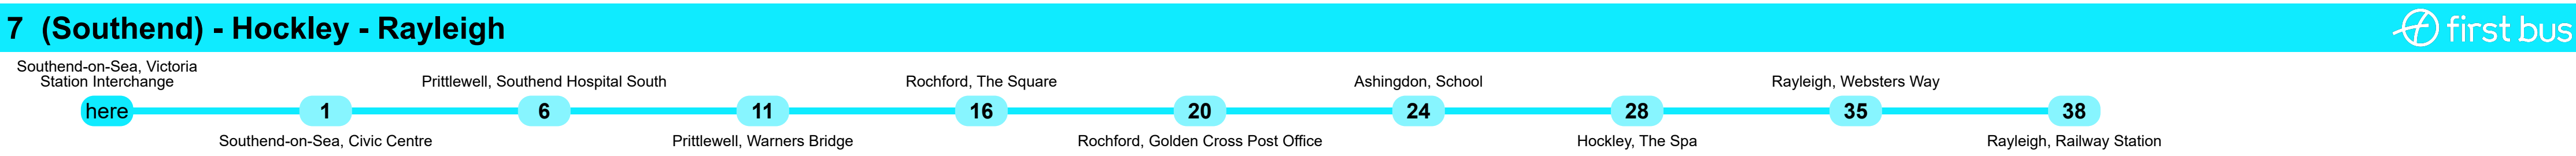 7 (Southend) - Hockley - Rayleigh
first bus
Southend-on-Sea, Victoria
Station Interchange
Prittlewell, Southend Hospital South
Rochford, The Square
Ashingdon, School
Rayleigh, Websters Way
here
1
6
11
16
20
24
28
35
38
Southend-on-Sea, Civic Centre
Prittlewell, Warners Bridge
Rochford, Golden Cross Post Office
Hockley, The Spa
Rayleigh, Railway Station